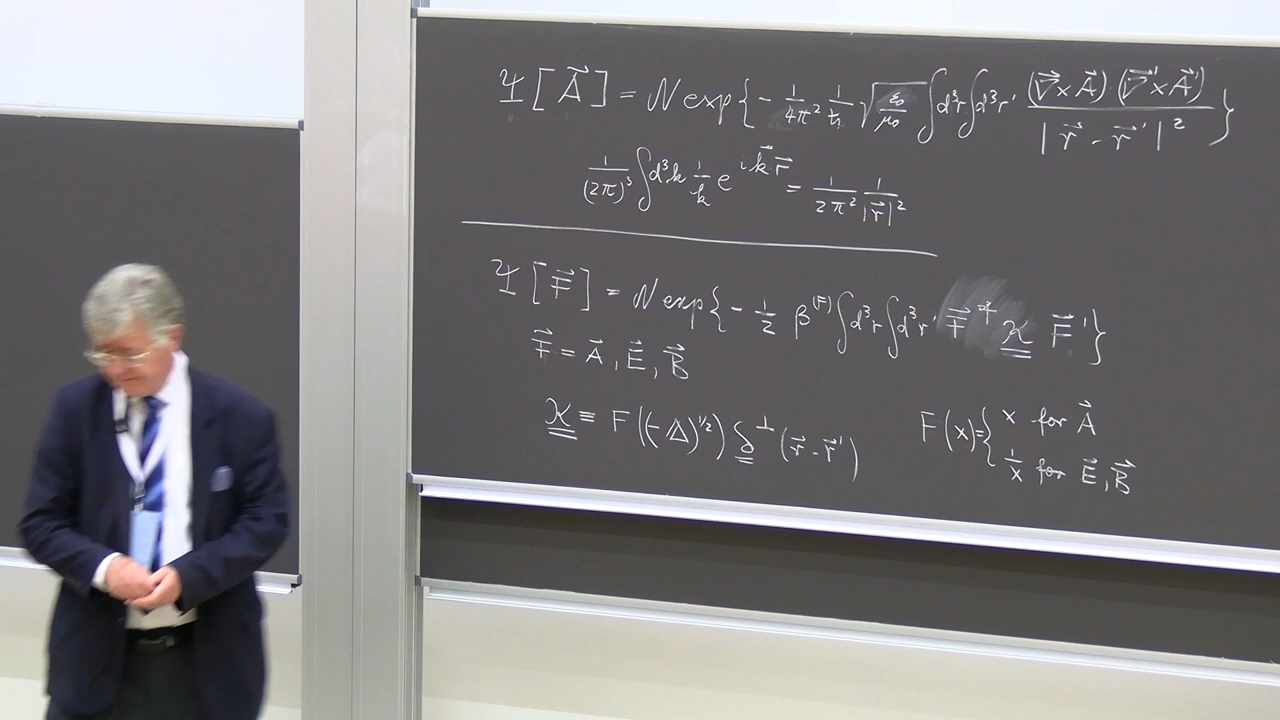 Ψ[A⃗] = N exp{- 1/4π² 1/ħ √(ε₀/μ₀) ∫d³r∫d³r' (∇⃗×A⃗)·(∇⃗'×A⃗')/|r⃗ - r⃗'|²}
1/(2π)³ ∫d³k 1/k e^{ik⃗r⃗} = 1/2π² 1/|r⃗|²
Ψ[F⃗] = N exp{- 1/2 β^(F) ∫d³r∫d³r' F⃗* K F⃗'}
F⃗ = A⃗, E⃗, B⃗
K ≡ F((-Δ)^{1/2}) δ^⊥(r⃗ - r⃗') F(x)={ x for A⃗
1/x for E⃗, B⃗